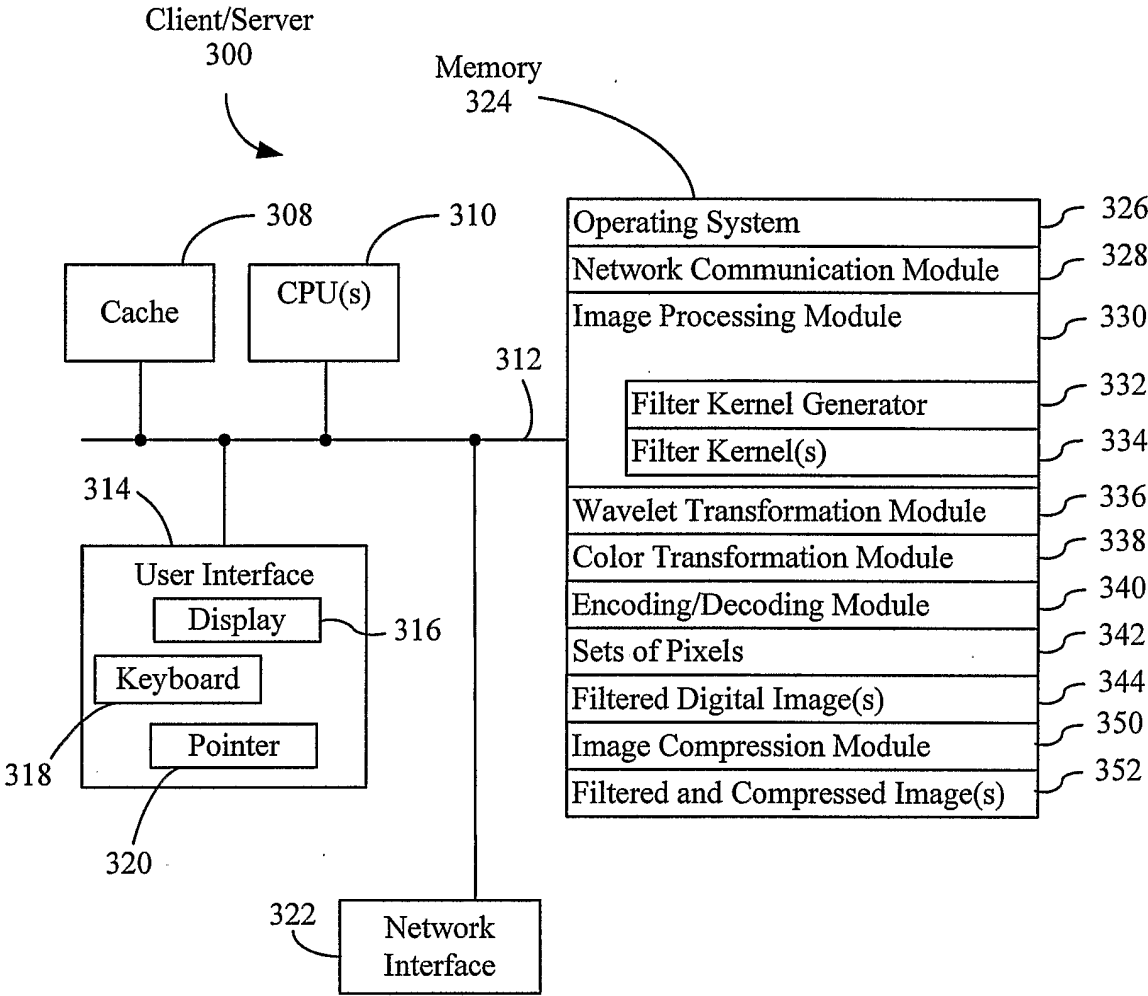 Client/Server
300
Memory
324
308
310
Cache
CPU(s)
312
Operating System
326
Network Communication Module
328
Image Processing Module
330
Filter Kernel Generator
332
Filter Kernel(s)
334
Wavelet Transformation Module
336
Color Transformation Module
338
Encoding/Decoding Module
340
Sets of Pixels
342
Filtered Digital Image(s)
344
Image Compression Module
350
Filtered and Compressed Image(s)
352
314
User Interface
Display
316
Keyboard
318
Pointer
320
322
Network
Interface